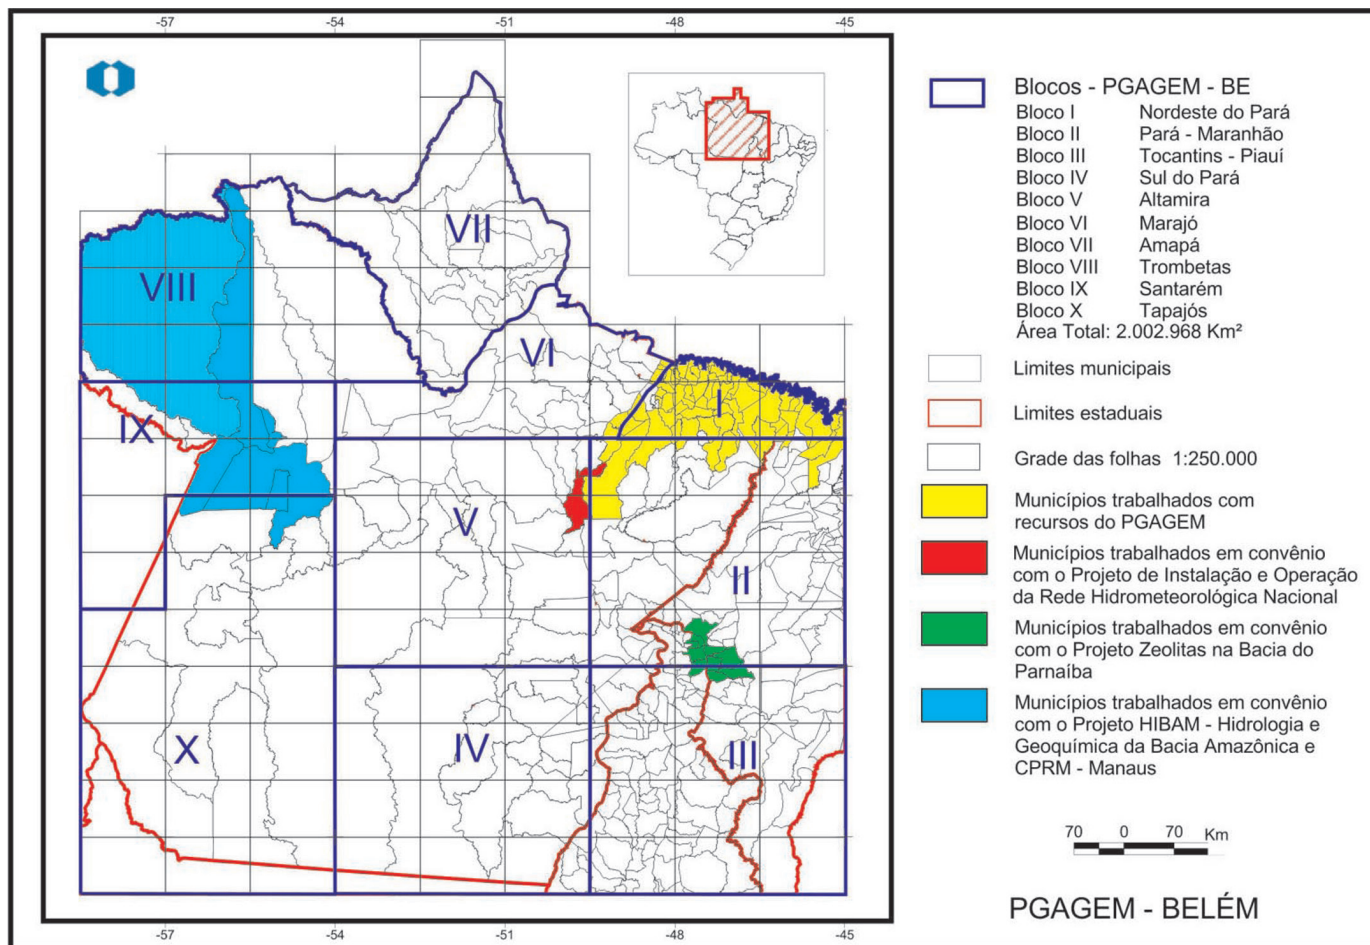 -57 -54 -51 -48 -45
VIII
VII
VI
IX
I
V
II
X
IV
III
-57 -54 -51 -48 -45
Blocos - PGAGEM - BE
Bloco I Nordeste do Pará
Bloco II Pará - Maranhão
Bloco III Tocantins - Piauí
Bloco IV Sul do Pará
Bloco V Altamira
Bloco VI Marajó
Bloco VII Amapá
Bloco VIII Trombetas
Bloco IX Santarém
Bloco X Tapajós
Área Total: 2.002.968 Km²
Limites municipais
Limites estaduais
Grade das folhas 1:250.000
Municípios trabalhados com
recursos do PGAGEM
Municípios trabalhados em convênio
com o Projeto de Instalação e Operação
da Rede Hidrometeorológica Nacional
Municípios trabalhados em convênio
com o Projeto Zeolitas na Bacia do
Parnaíba
Municípios trabalhados em convênio
com o Projeto HIBAM - Hidrologia e
Geoquímica da Bacia Amazônica e
CPRM - Manaus
70 0 70 Km
PGAGEM - BELÉM